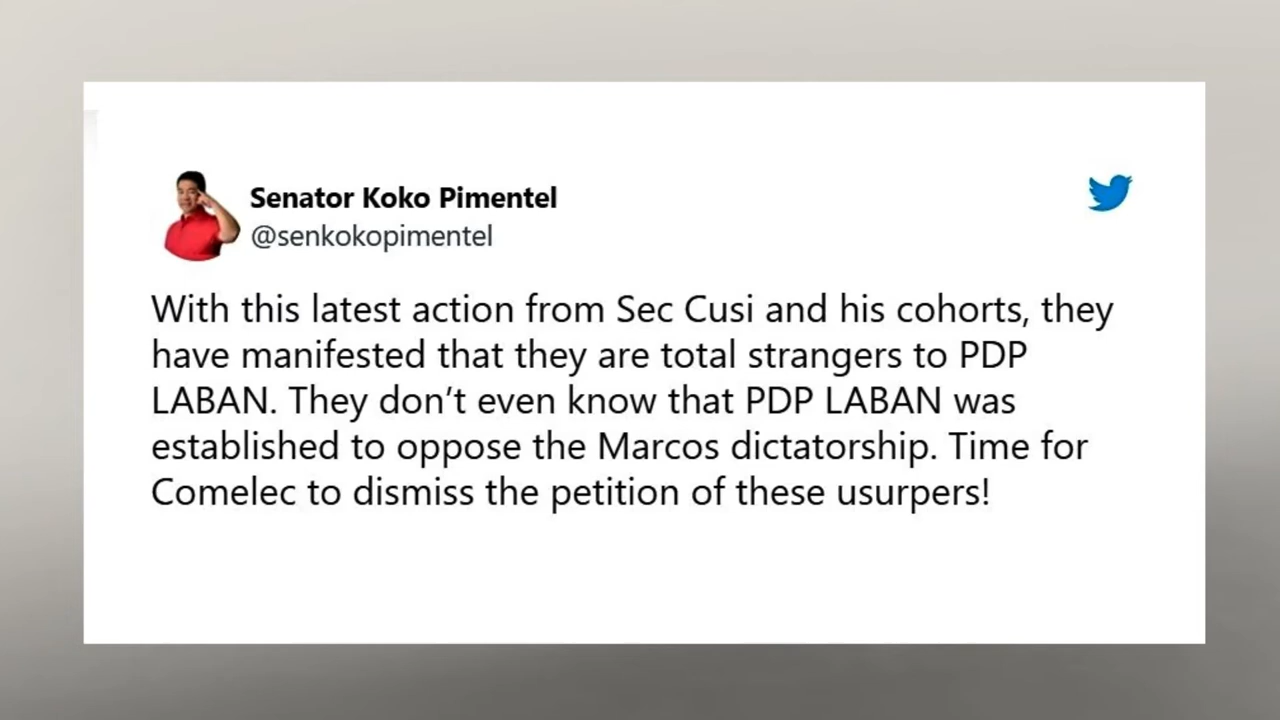 Senator Koko Pimentel
@senkokopimentel
With this latest action from Sec Cusi and his cohorts, they
have manifested that they are total strangers to PDP
LABAN. They don’t even know that PDP LABAN was
established to oppose the Marcos dictatorship. Time for
Comelec to dismiss the petition of these usurpers!